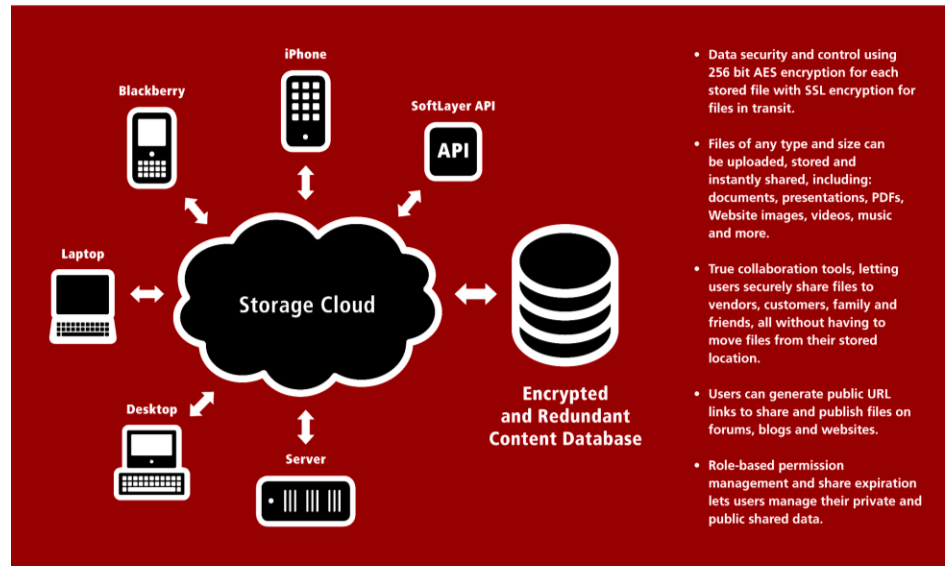 iPhone
Blackberry
SoftLayer API
API
Laptop
Storage Cloud
Desktop
Server
Encrypted
and Redundant
Content Database
• Data security and control using
256 bit AES encryption for each
stored file with SSL encryption for
files in transit.
• Files of any type and size can
be uploaded, stored and
instantly shared, including:
documents, presentations, PDFs,
Website images, videos, music
and more.
• True collaboration tools, letting
users securely share files to
vendors, customers, family and
friends, all without having to
move files from their stored
location.
• Users can generate public URL
links to share and publish files on
forums, blogs and websites.
• Role-based permission
management and share expiration
lets users manage their private and
public shared data.